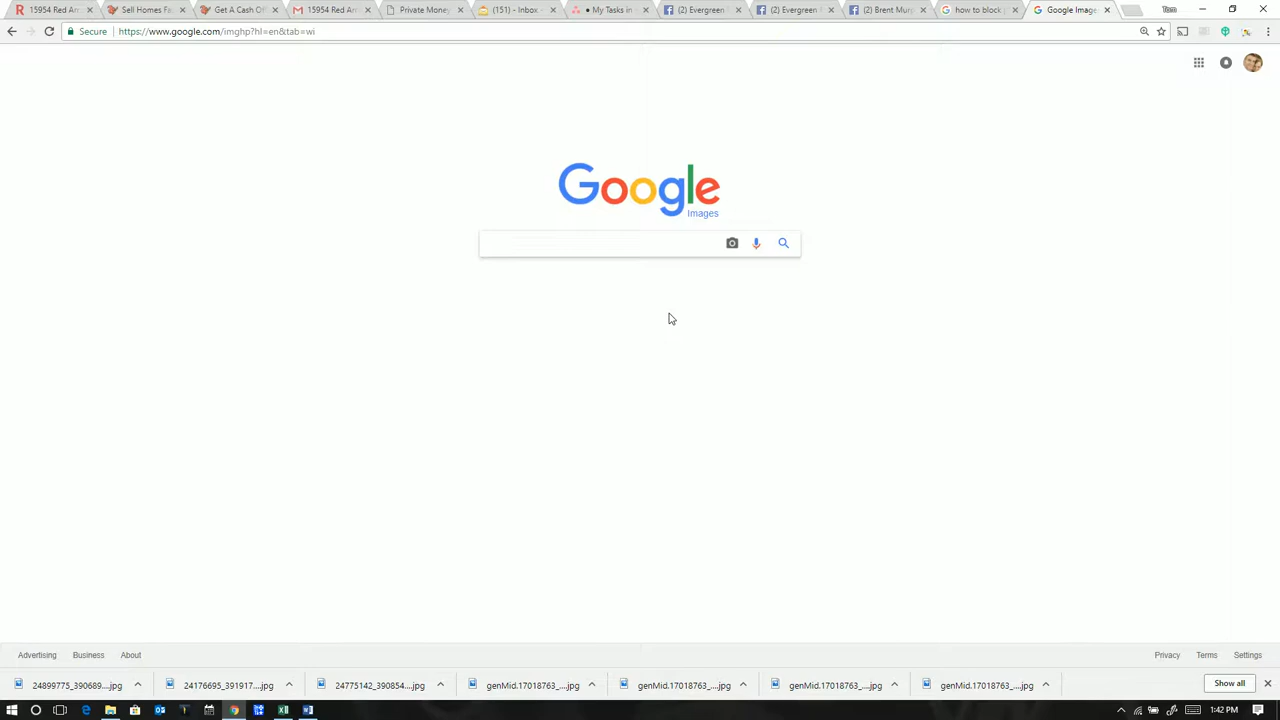 15954 Red An
Sell Homes Fa
Get A Cash Of
15954 Red An
Private Money
(151) - Inbox -
● My Tasks in
(2) Evergreen
(2) Evergreen
(2) Brent Mur
how to block
Google Image
Tom
Secure
https://www.google.com/imghp?hl=en&tab=wi
Google
Images
Advertising
Business
About
Privacy
Terms
Settings
24899775_390689....jpg
24176695_391917....jpg
24775142_390854....jpg
genMid.17018763_....jpg
genMid.17018763_....jpg
genMid.17018763_....jpg
genMid.17018763_....jpg
Show all
1:42 PM